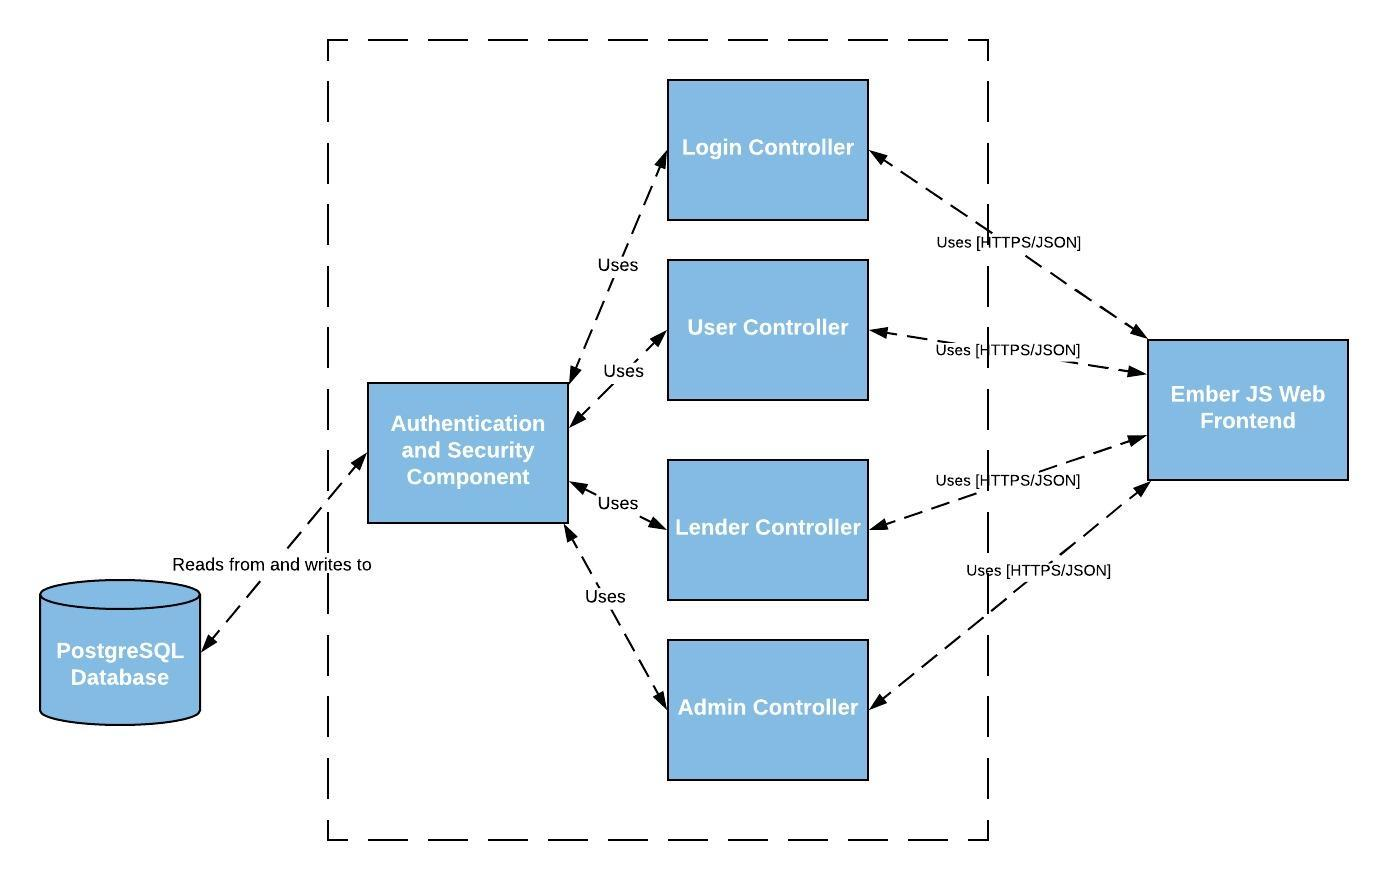 Login Controller
Uses [HTTPS/JSON]
Uses
User Controller
Uses [HTTPS/JSON]
Uses
Ember JS Web
Frontend
Authentication
and Security
Component
Uses [HTTPS/JSON]
Uses
Lender Controller
Reads from and writes to
Uses [HTTPS/JSON]
Uses
PostgreSQL
Database
Admin Controller